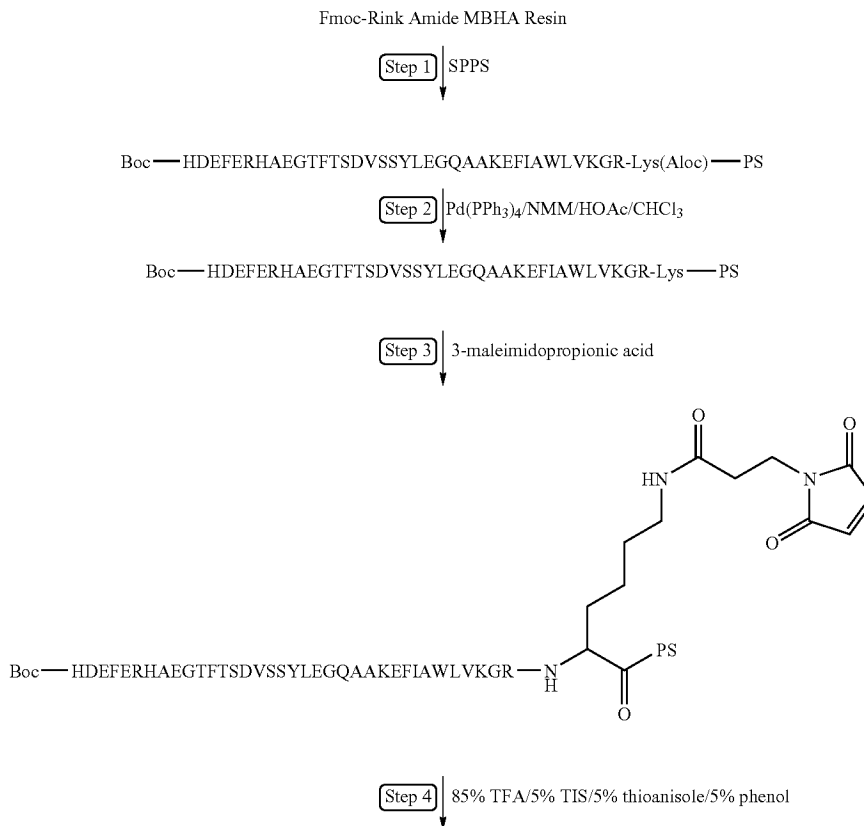 Fmoc-Rink Amide MBHA Resin
Step 1 SPPS
Boc—HDEFERHAEGTFTSDVSSYLEGQAAKEFIAWLVKGR-Lys(Aloc)—PS
Step 2 Pd(PPh3)4/NMM/HOAc/CHCl3
Boc—HDEFERHAEGTFTSDVSSYLEGQAAKEFIAWLVKGR-Lys—PS
Step 3 3-maleimidopropionic acid
O
O
HN
N
O
PS
Boc—HDEFERHAEGTFTSDVSSYLEGQAAKEFIAWLVKGR—N
H
O
Step 4 85% TFA/5% TIS/5% thioanisole/5% phenol